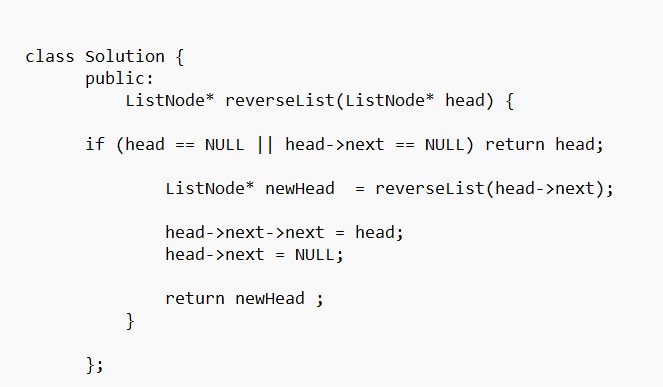 class Solution {
public:
ListNode* reverseList(ListNode* head) {
if (head == NULL || head->next == NULL) return head;
ListNode* newHead  = reverseList(head->next);
head->next->next = head;
head->next = NULL;
return newHead ;
}
};